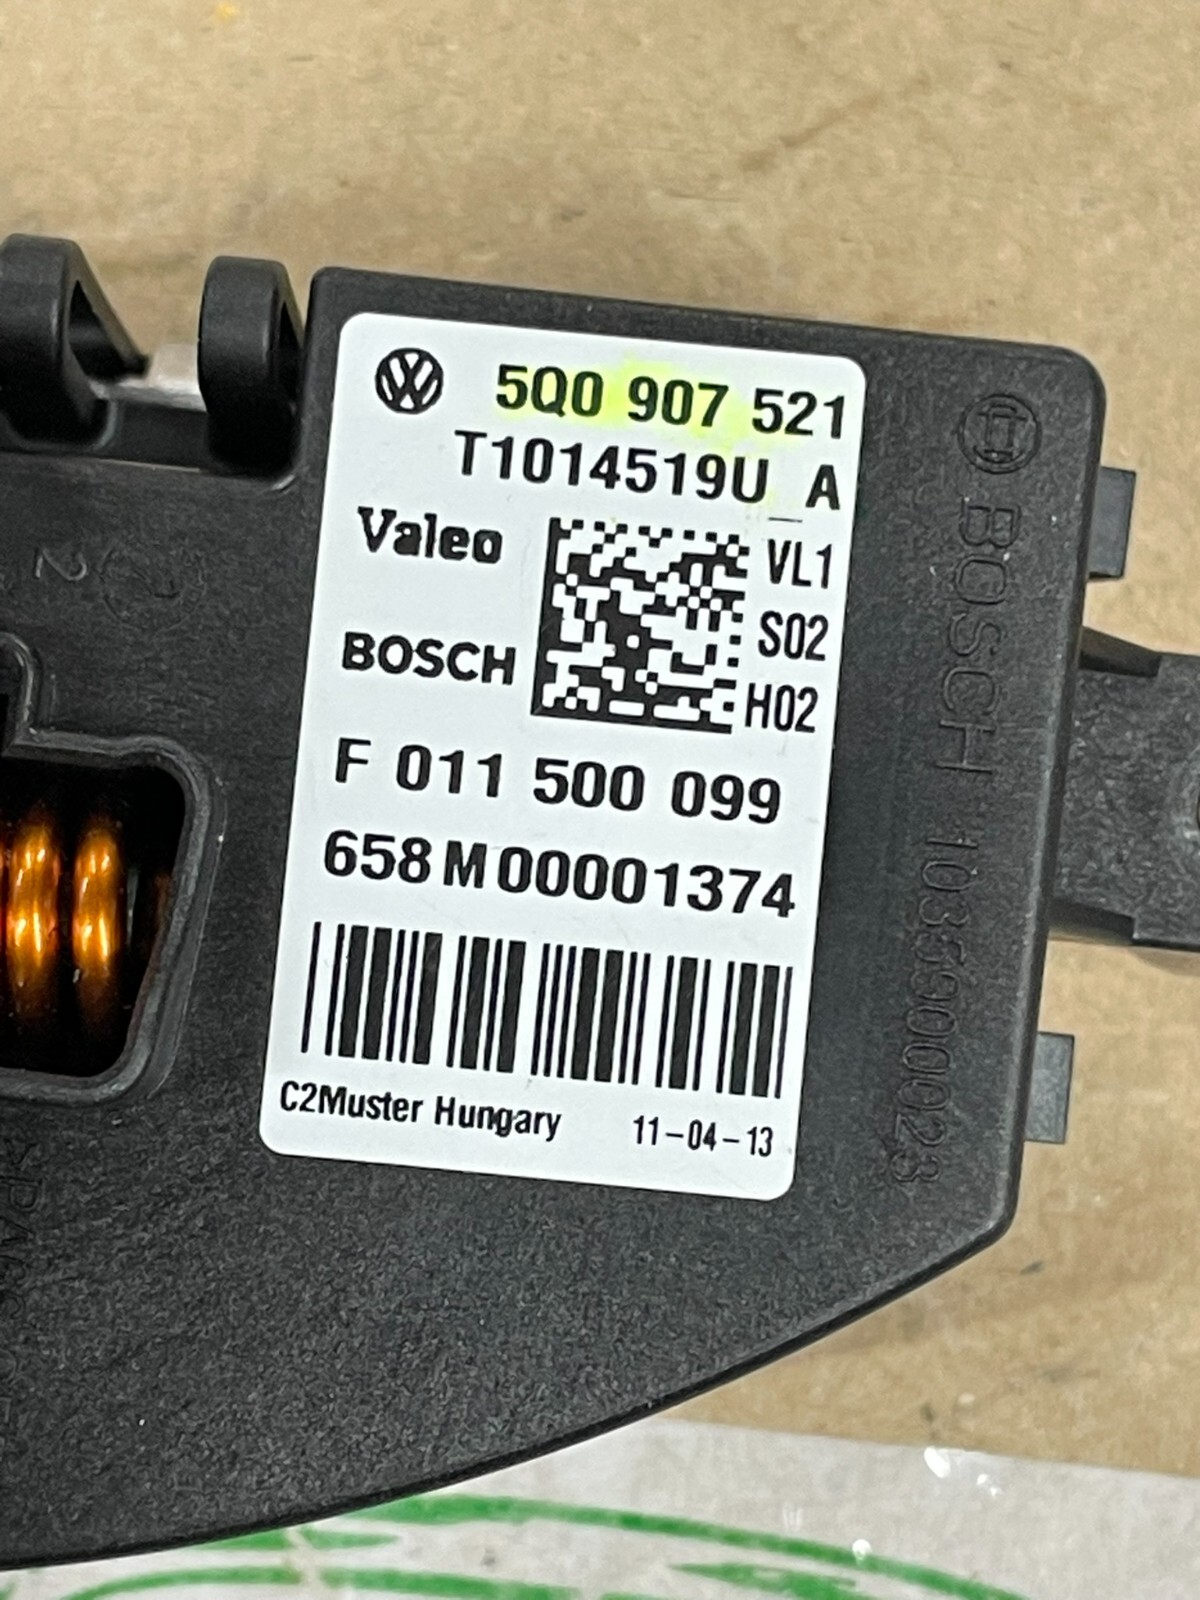 5Q0 907 521
T1014519U_A
Valeo
VL1
S02
BOSCH
H02
F 011 500 099
658 M 00001374
C2Muster Hungary 11-04-13
BOSCH 1035900023
2